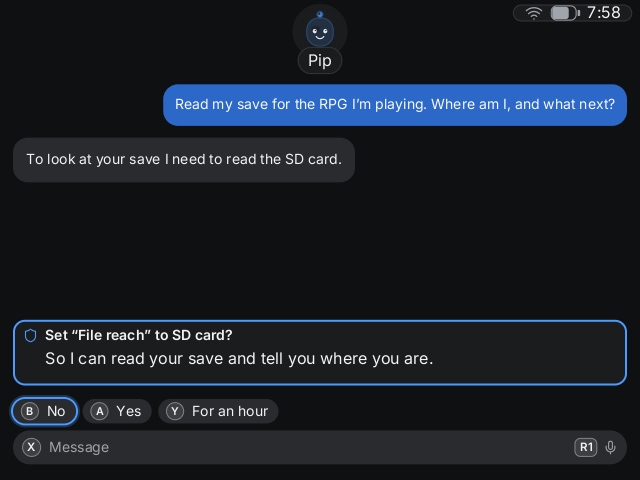 7:58
Pip
Read my save for the RPG I’m playing. Where am I, and what next?
To look at your save I need to read the SD card.
Set “File reach” to SD card?
So I can read your save and tell you where you are.
B No A Yes Y For an hour
X Message R1